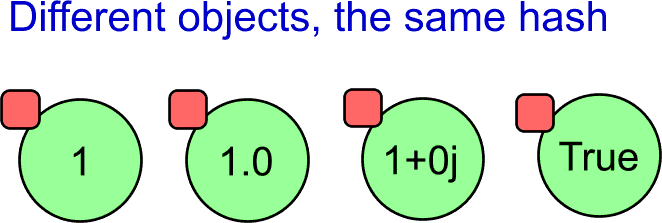 Different objects, the same hash
1 1.0 1+0j True